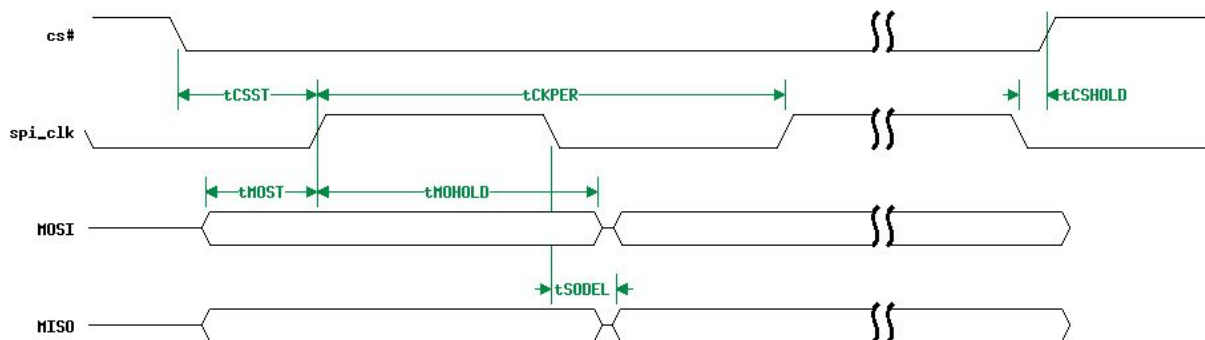 cs#
tCSST
tCKPER
tCSHOLD
spi_clk
tMOST
tMOHOLD
MOSI
tSODEL
MISO